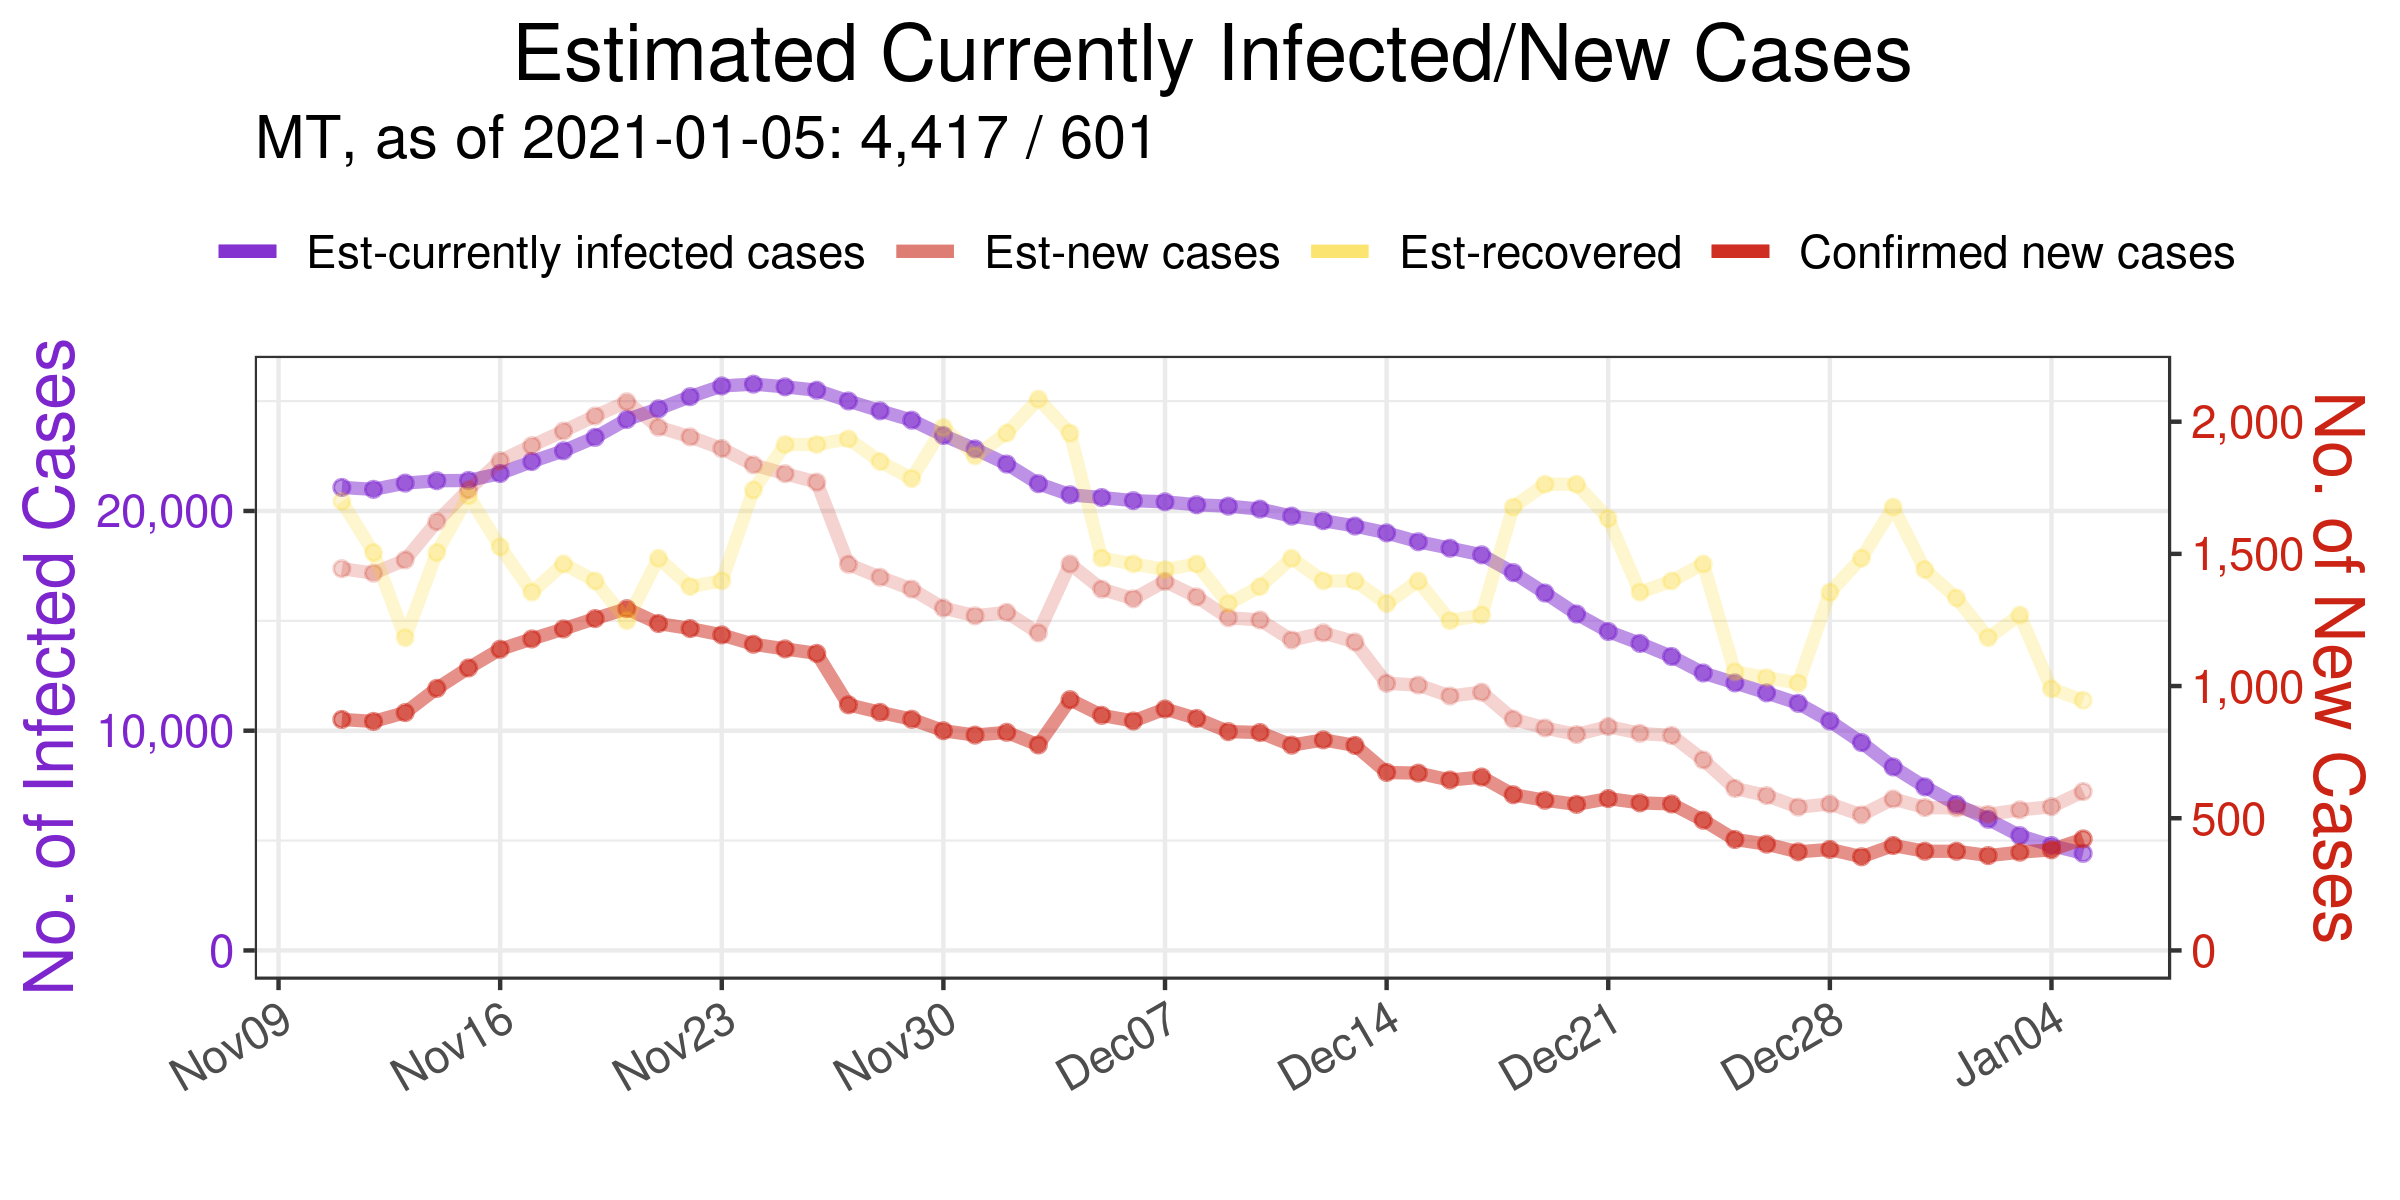 Estimated Currently Infected/New Cases
MT, as of 2021-01-05: 4,417 / 601
Est-currently infected cases Est-new cases Est-recovered Confirmed new cases
No. of Infected Cases
20,000
10,000
0
2,000
1,500
1,000
500
0
No. of New Cases
Nov09 Nov16 Nov23 Nov30 Dec07 Dec14 Dec21 Dec28 Jan04